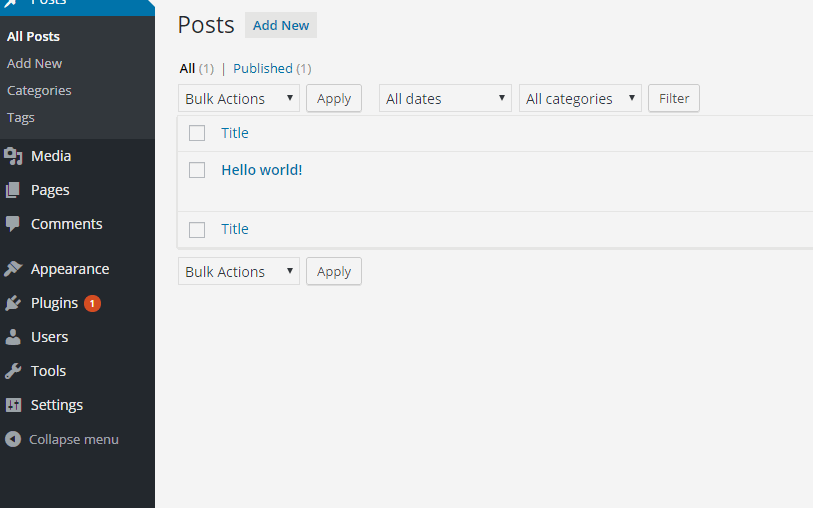 Posts
All Posts
Add New
Categories
Tags
Media
Pages
Comments
Appearance
Plugins 1
Users
Tools
Settings
Collapse menu
Posts Add New
All (1) | Published (1)
Bulk Actions Apply All dates All categories Filter
Title
Hello world!
Title
Bulk Actions Apply